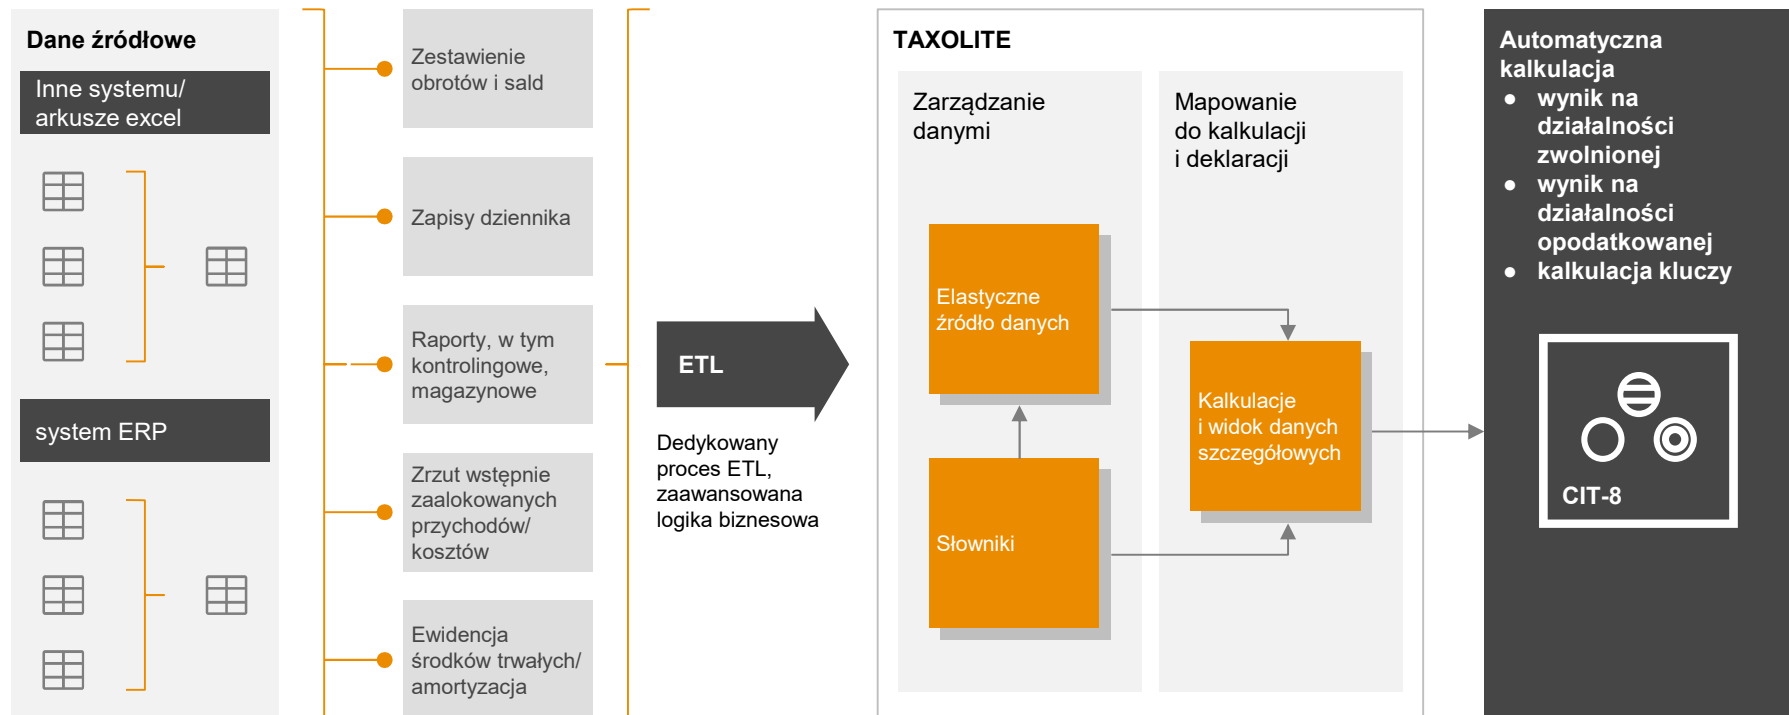 Dane źródłowe
Inne systemu/
arkusze excel
system ERP
Zestawienie
obrotów i sald
Zapisy dziennika
Raporty, w tym
kontrolingowe,
magazynowe
Zrzut wstępnie
zaalokowanych
przychodów/
kosztów
Ewidencja
środków trwałych/
amortyzacja
ETL
Dedykowany
proces ETL,
zaawansowana
logika biznesowa
TAXOLITE
Zarządzanie
danymi
Elastyczne
źródło danych
Słowniki
Mapowanie
do kalkulacji
i deklaracji
Kalkulacje
i widok danych
szczegółowych
Automatyczna
kalkulacja
● wynik na
działalności
zwolnionej
● wynik na
działalności
opodatkowanej
● kalkulacja kluczy
CIT-8